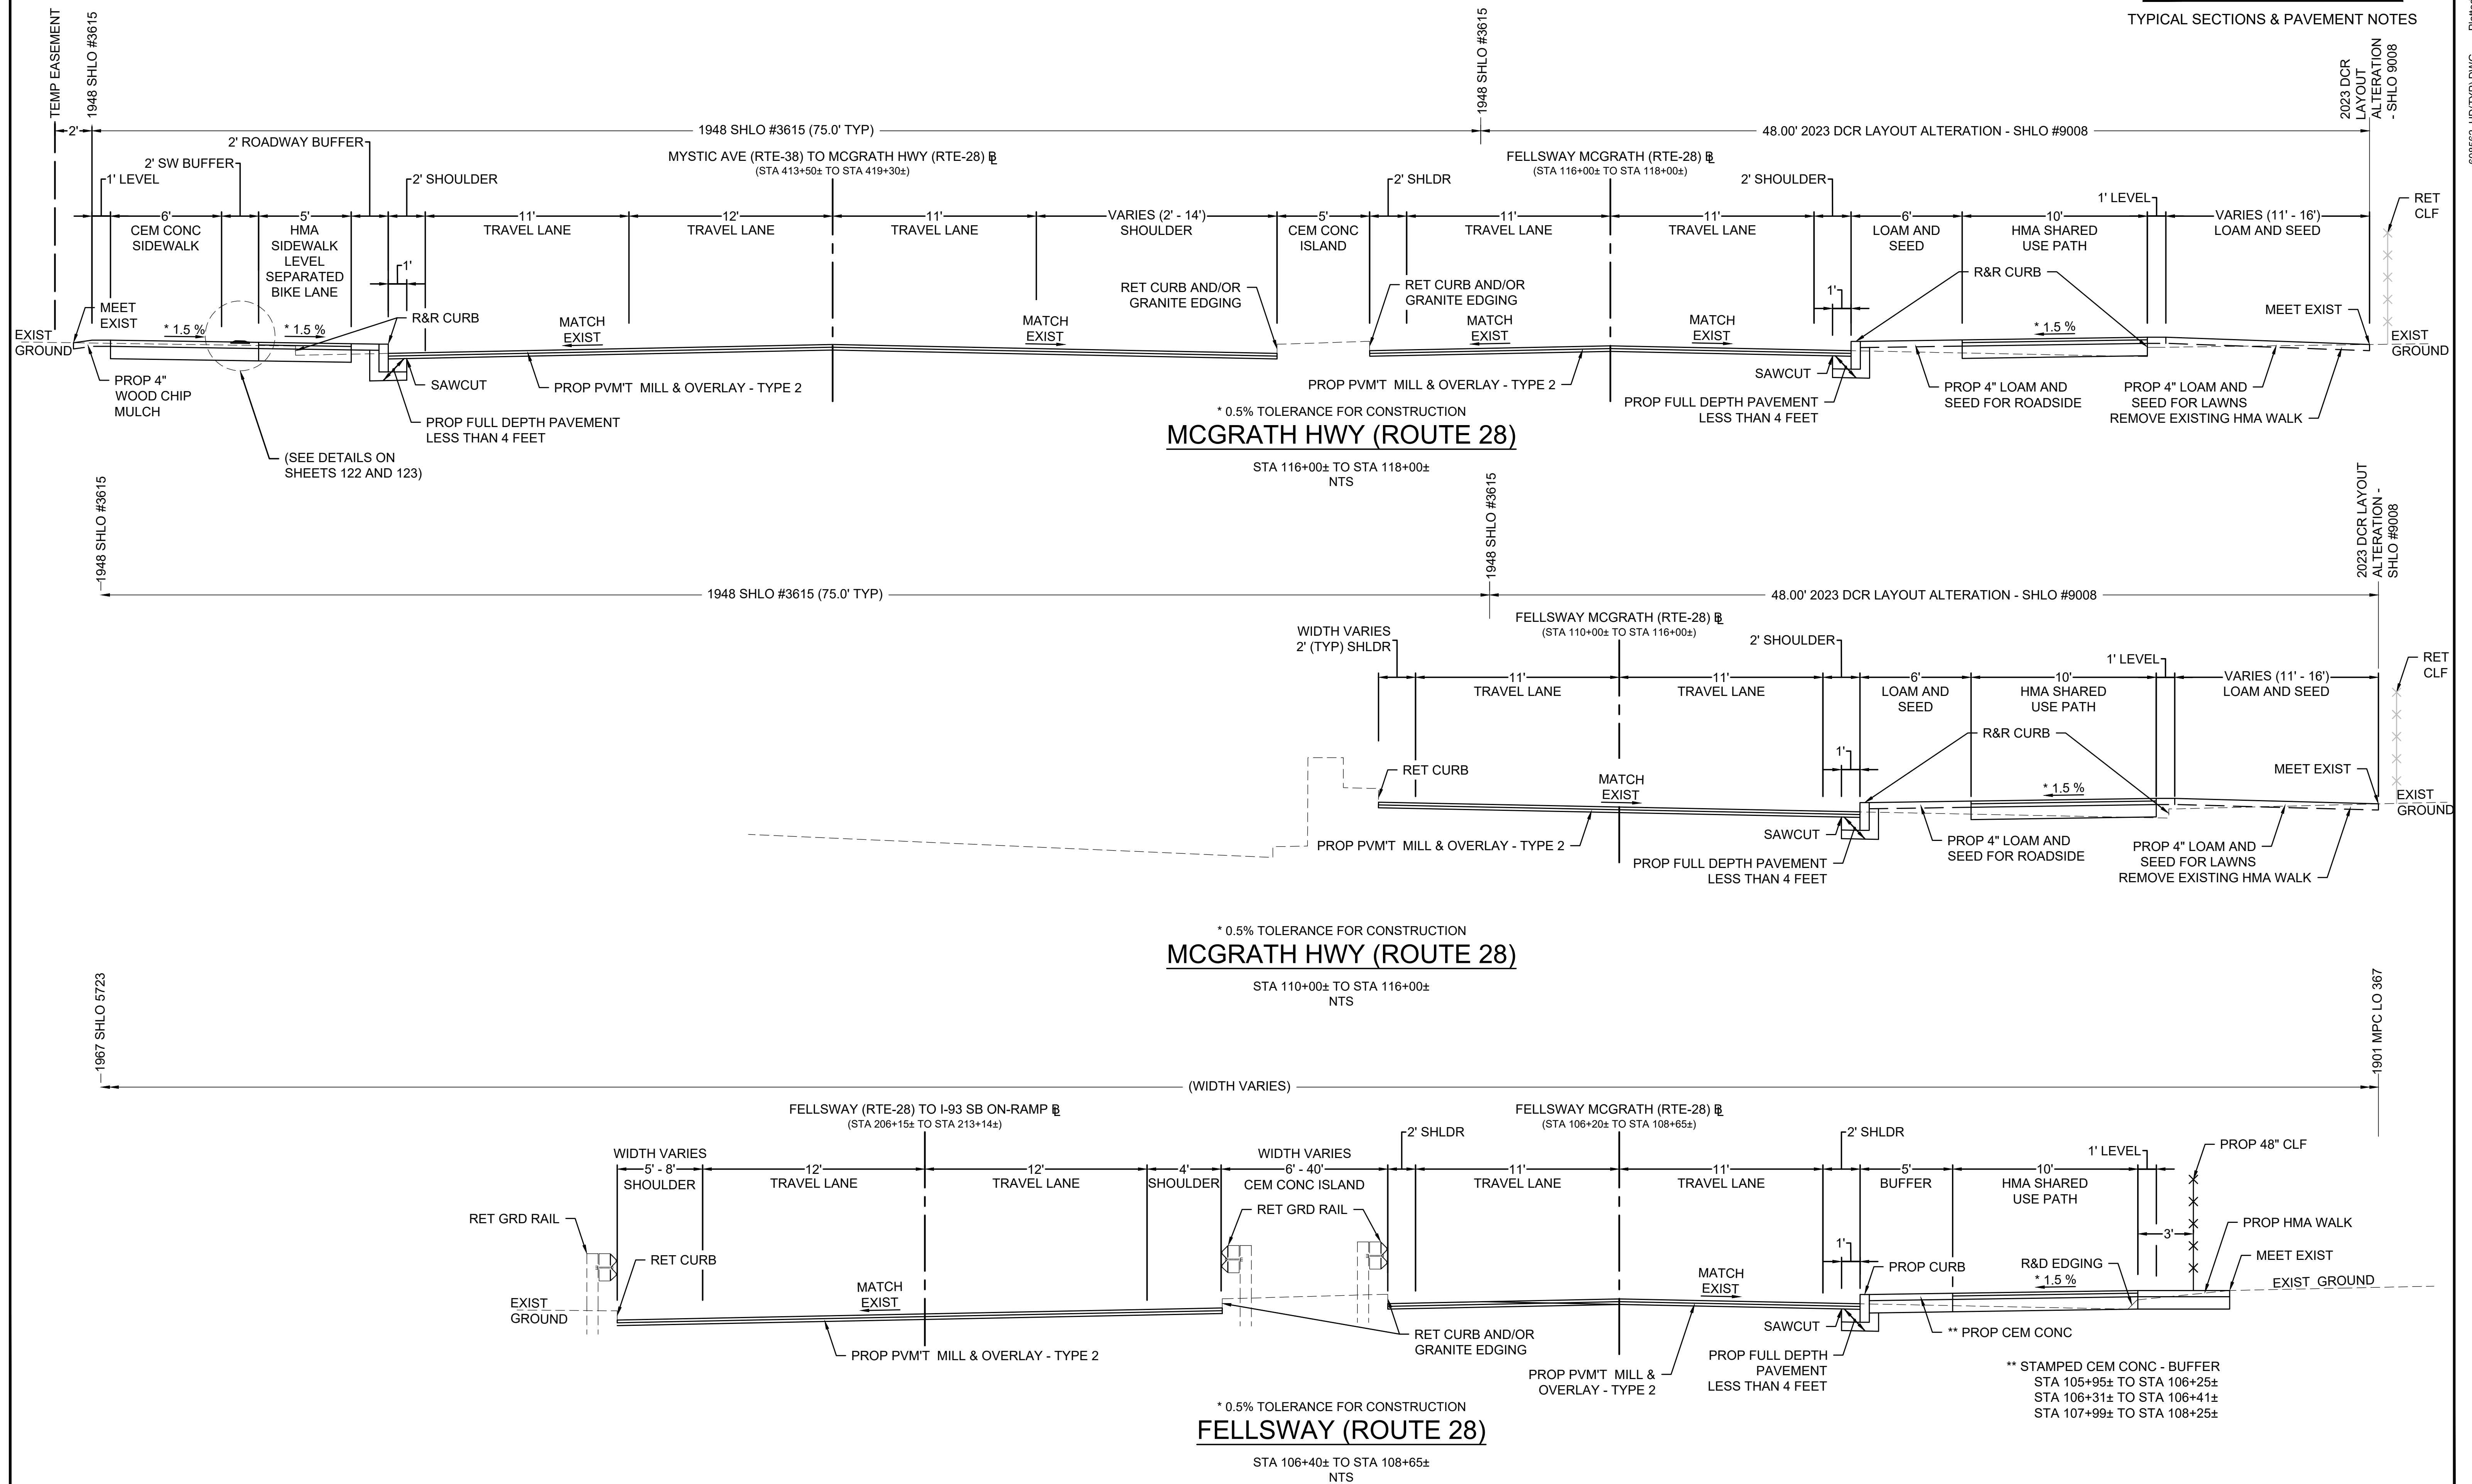 TYPICAL SECTIONS & PAVEMENT NOTES
TEMP EASEMENT
1948 SHLO #3615
1948 SHLO #3615
2023 DCR
LAYOUT
ALTERATION
- SHLO 9008
2'
1948 SHLO #3615 (75.0' TYP)
48.00' 2023 DCR LAYOUT ALTERATION - SHLO #9008
2' ROADWAY BUFFER
2' SW BUFFER
1' LEVEL
2' SHOULDER
MYSTIC AVE (RTE-38) TO MCGRATH HWY (RTE-28) BL
(STA 413+50± TO STA 419+30±)
2' SHLDR
FELLSWAY MCGRATH (RTE-28) BL
(STA 116+00± TO STA 118+00±)
2' SHOULDER
1' LEVEL
RET
CLF
6'
CEM CONC
SIDEWALK
5'
HMA
SIDEWALK
LEVEL
SEPARATED
BIKE LANE
1'
11'
TRAVEL LANE
12'
TRAVEL LANE
11'
TRAVEL LANE
VARIES (2' - 14')
SHOULDER
5'
CEM CONC
ISLAND
11'
TRAVEL LANE
11'
TRAVEL LANE
6'
LOAM AND
SEED
10'
HMA SHARED
USE PATH
VARIES (11' - 16')
LOAM AND SEED
MEET
EXIST
EXIST
GROUND
* 1.5 %
* 1.5 %
R&R CURB
MATCH
EXIST
MATCH
EXIST
RET CURB AND/OR
GRANITE EDGING
RET CURB AND/OR
GRANITE EDGING
MATCH
EXIST
MATCH
EXIST
1'
R&R CURB
* 1.5 %
MEET EXIST
EXIST
GROUND
PROP 4"
WOOD CHIP
MULCH
SAWCUT
PROP PVM'T MILL & OVERLAY - TYPE 2
PROP FULL DEPTH PAVEMENT
LESS THAN 4 FEET
(SEE DETAILS ON
SHEETS 122 AND 123)
PROP PVM'T MILL & OVERLAY - TYPE 2
SAWCUT
PROP FULL DEPTH PAVEMENT
LESS THAN 4 FEET
PROP 4" LOAM AND
SEED FOR ROADSIDE
PROP 4" LOAM AND
SEED FOR LAWNS
REMOVE EXISTING HMA WALK
* 0.5% TOLERANCE FOR CONSTRUCTION
MCGRATH HWY (ROUTE 28)
STA 116+00± TO STA 118+00±
NTS
1948 SHLO #3615
1948 SHLO #3615
2023 DCR LAYOUT
ALTERATION -
SHLO #9008
1948 SHLO #3615 (75.0' TYP)
48.00' 2023 DCR LAYOUT ALTERATION - SHLO #9008
WIDTH VARIES
2' (TYP) SHLDR
FELLSWAY MCGRATH (RTE-28) BL
(STA 110+00± TO STA 116+00±)
2' SHOULDER
1' LEVEL
RET
CLF
11'
TRAVEL LANE
11'
TRAVEL LANE
6'
LOAM AND
SEED
10'
HMA SHARED
USE PATH
VARIES (11' - 16')
LOAM AND SEED
RET CURB
MATCH
EXIST
1'
R&R CURB
* 1.5 %
MEET EXIST
EXIST
GROUND
PROP PVM'T MILL & OVERLAY - TYPE 2
SAWCUT
PROP FULL DEPTH PAVEMENT
LESS THAN 4 FEET
PROP 4" LOAM AND
SEED FOR ROADSIDE
PROP 4" LOAM AND
SEED FOR LAWNS
REMOVE EXISTING HMA WALK
* 0.5% TOLERANCE FOR CONSTRUCTION
MCGRATH HWY (ROUTE 28)
STA 110+00± TO STA 116+00±
NTS
1967 SHLO 5723
1901 MPC LO 367
(WIDTH VARIES)
FELLSWAY (RTE-28) TO I-93 SB ON-RAMP BL
(STA 206+15± TO STA 213+14±)
FELLSWAY MCGRATH (RTE-28) BL
(STA 106+20± TO STA 108+65±)
WIDTH VARIES
5' - 8'
SHOULDER
12'
TRAVEL LANE
12'
TRAVEL LANE
4'
SHOULDER
WIDTH VARIES
6' - 40'
CEM CONC ISLAND
2' SHLDR
11'
TRAVEL LANE
11'
TRAVEL LANE
2' SHLDR
5'
BUFFER
10'
HMA SHARED
USE PATH
1' LEVEL
PROP 48" CLF
RET GRD RAIL
RET CURB
RET GRD RAIL
3'
PROP HMA WALK
MEET EXIST
EXIST GROUND
EXIST
GROUND
MATCH
EXIST
MATCH
EXIST
1'
PROP CURB
R&D EDGING
* 1.5 %
PROP PVM'T MILL & OVERLAY - TYPE 2
RET CURB AND/OR
GRANITE EDGING
PROP PVM'T MILL &
OVERLAY - TYPE 2
SAWCUT
PROP FULL DEPTH
PAVEMENT
LESS THAN 4 FEET
** PROP CEM CONC
** STAMPED CEM CONC - BUFFER
STA 105+95± TO STA 106+25±
STA 106+31± TO STA 106+41±
STA 107+99± TO STA 108+25±
* 0.5% TOLERANCE FOR CONSTRUCTION
FELLSWAY (ROUTE 28)
STA 106+40± TO STA 108+65±
NTS